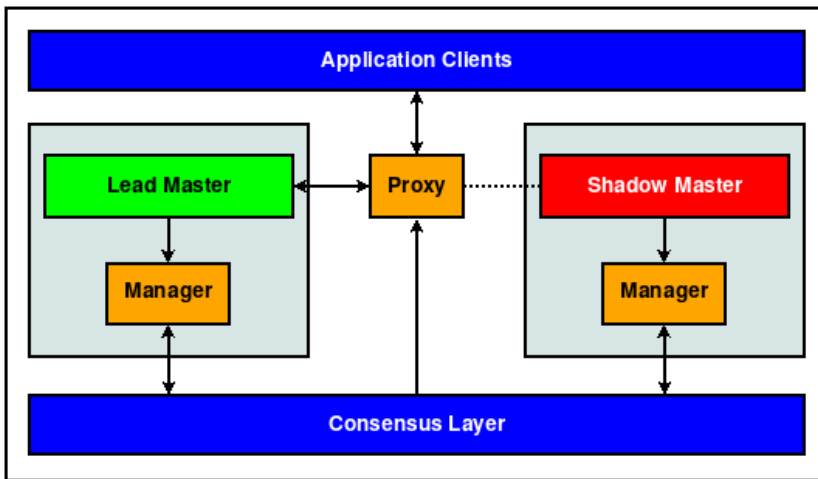 Application Clients
Lead Master
Proxy
Shadow Master
Manager
Manager
Consensus Layer